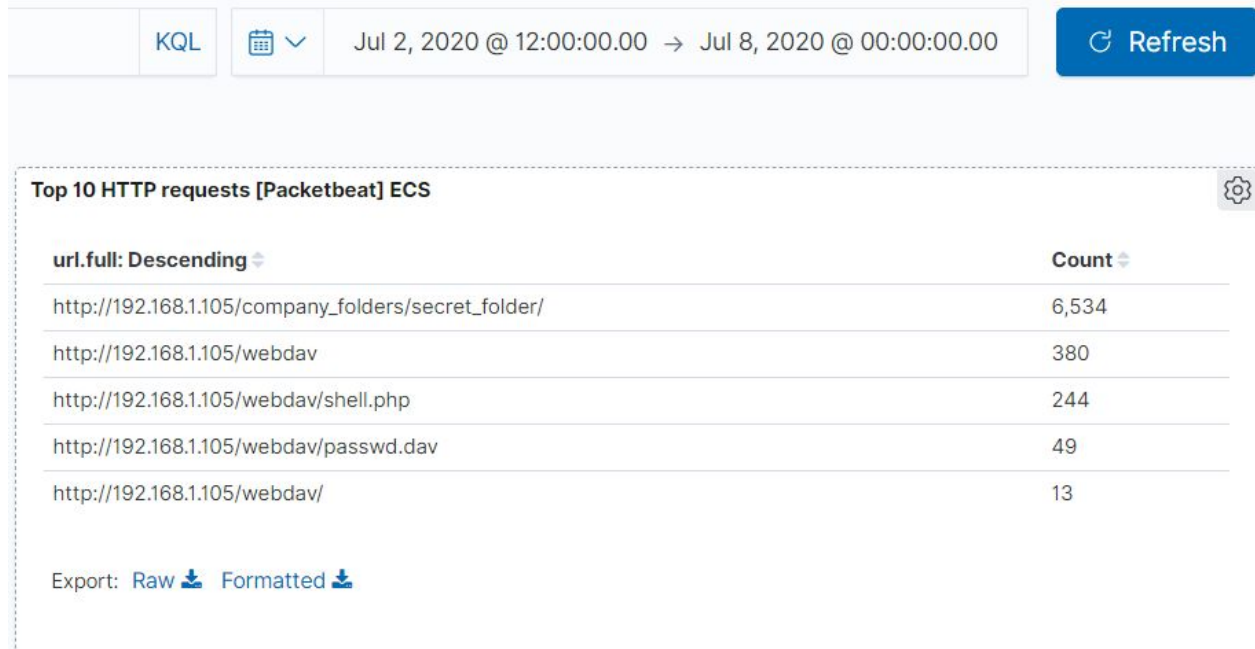 KQL Jul 2, 2020 @ 12:00:00.00 → Jul 8, 2020 @ 00:00:00.00 Refresh
Top 10 HTTP requests [Packetbeat] ECS
url.full: Descending Count
http://192.168.1.105/company_folders/secret_folder/ 6,534
http://192.168.1.105/webdav 380
http://192.168.1.105/webdav/shell.php 244
http://192.168.1.105/webdav/passwd.dav 49
http://192.168.1.105/webdav/ 13
Export: Raw Formatted